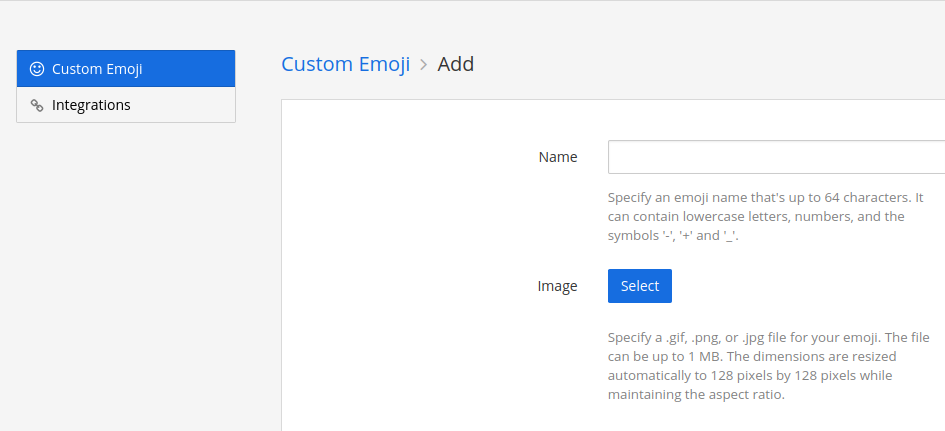 Custom Emoji
Integrations
Custom Emoji > Add
Name
Specify an emoji name that's up to 64 characters. It
can contain lowercase letters, numbers, and the
symbols '-', '+' and '_'.
Image
Select
Specify a .gif, .png, or .jpg file for your emoji. The file
can be up to 1 MB. The dimensions are resized
automatically to 128 pixels by 128 pixels while
maintaining the aspect ratio.